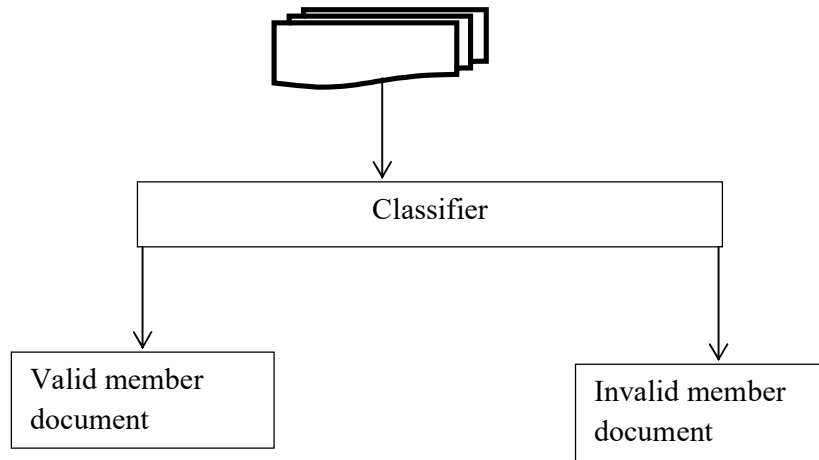 Classifier
Valid member
document
Invalid member
document